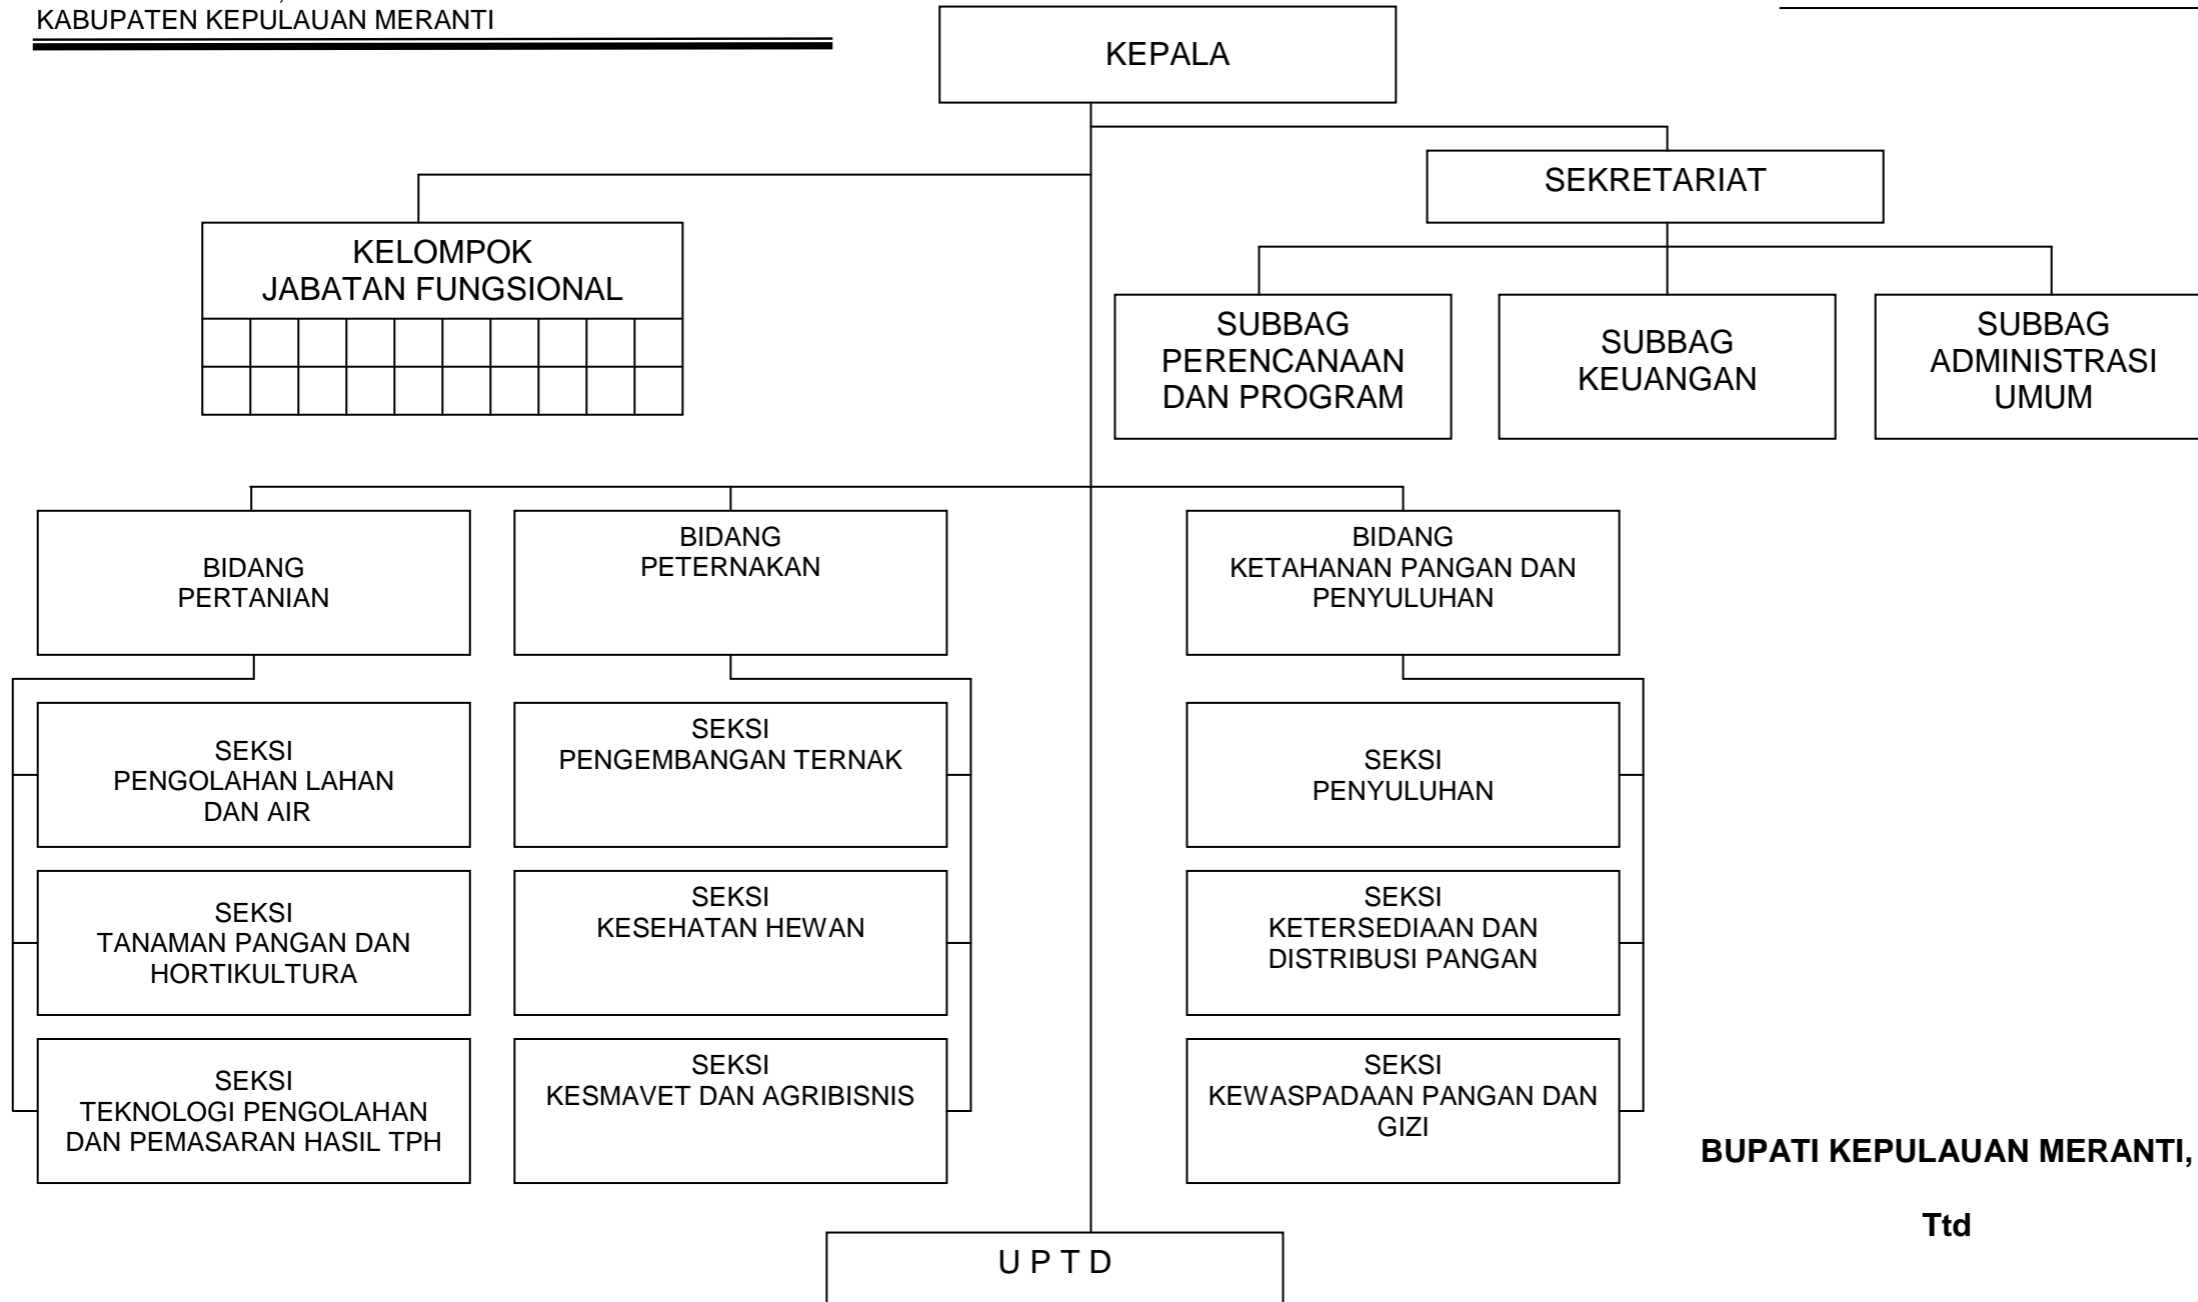 KABUPATEN KEPULAUAN MERANTI
KEPALA
SEKRETARIAT
KELOMPOK
JABATAN FUNGSIONAL
SUBBAG
PERENCANAAN
DAN PROGRAM
SUBBAG
KEUANGAN
SUBBAG
ADMINISTRASI
UMUM
BIDANG
PERTANIAN
BIDANG
PETERNAKAN
BIDANG
KETAHANAN PANGAN DAN
PENYULUHAN
SEKSI
PENGOLAHAN LAHAN
DAN AIR
SEKSI
PENGEMBANGAN TERNAK
SEKSI
PENYULUHAN
SEKSI
TANAMAN PANGAN DAN
HORTIKULTURA
SEKSI
KESEHATAN HEWAN
SEKSI
KETERSEDIAAN DAN
DISTRIBUSI PANGAN
SEKSI
TEKNOLOGI PENGOLAHAN
DAN PEMASARAN HASIL TPH
SEKSI
KESMAVET DAN AGRIBISNIS
SEKSI
KEWASPADAAN PANGAN DAN
GIZI
BUPATI KEPULAUAN MERANTI,
Ttd
U P T D